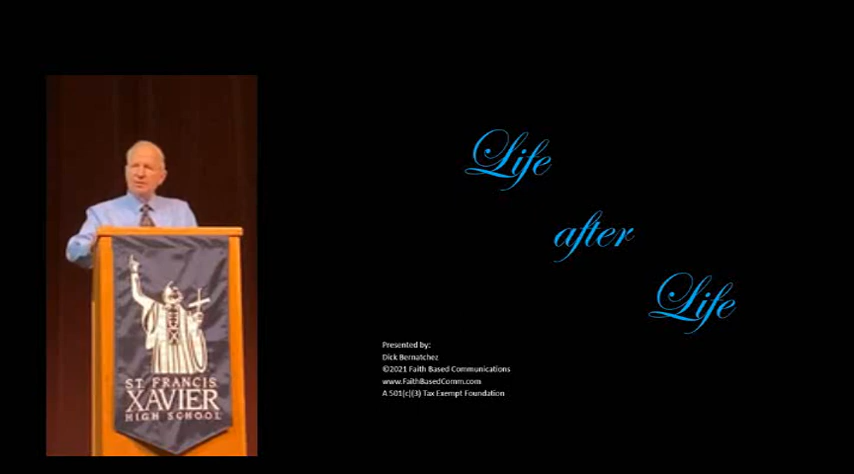 Life
after
Life
Presented by:
Dick Bernatchez
©2021 Faith Based Communications
www.FaithBasedComm.com
A 501(c)(3) Tax Exempt Foundation
ST. FRANCIS
XAVIER
HIGH SCHOOL